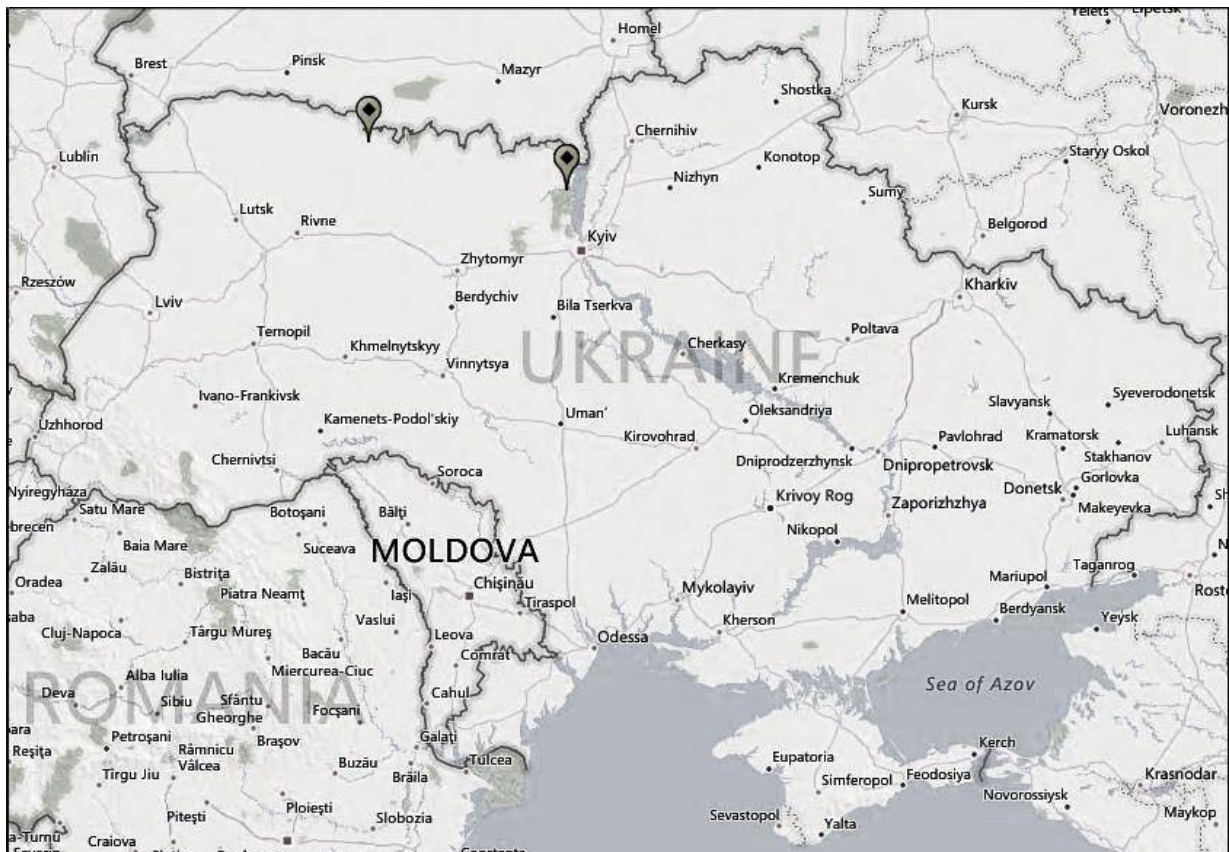 Yelets
Lipetsk
Homel
Brest
Pinsk
Mazyr
Shostka
Kursk
Voronezh
Chernihiv
Lublin
Konotop
Staryy Oskol
Nizhyn
Sumy
Lutsk
Rivne
Belgorod
Kyiv
Zhytomyr
Rzeszów
Kharkiv
Berdychiv
Lviv
Bila Tserkva
Ternopil
Poltava
Khmelnytskyy
UKRAINE
Cherkasy
Vinnytsya
Kremenchuk
Ivano-Frankivsk
Slavyansk
Syeverodonetsk
Oleksandriya
Uman'
Kamenets-Podol'skiy
Uzhhorod
Kirovohrad
Pavlohrad
Kramatorsk
Luhansk
Stakhanov
Chernivtsi
Dniprodzerzhynsk
Dnipropetrovsk
Soroca
Gorlovka
Nyíregyháza
Donetsk
Krivoy Rog
Zaporizhzhya
Makeyevka
Satu Mare
Botoşani
Bălţi
ebrecen
Nikopol
Baia Mare
Suceava
MOLDOVA
Taganrog
Zalău
Bistriţa
Chişinău
Mariupol
Oradea
Piatra Neamţ
Iaşi
Mykolayiv
Rost
Tiraspol
Melitopol
Berdyansk
saba
Vaslui
Kherson
Yeysk
Cluj-Napoca
Târgu Mureş
Leova
Odessa
Bacău
Comrat
Miercurea-Ciuc
Alba Iulia
Sea of Azov
Deva
ROMANIA
Sibiu
Sfântu
Gheorghe
Focşani
Cahul
Petroşani
Galaţi
Kerch
Reşiţa
Râmnicu
Vâlcea
Braşov
Tulcea
Eupatoria
Tirgu Jiu
Buzău
Brăila
Simferopol
Feodosiya
Krasnodar
Novorossiysk
Ploieşti
Sevastopol
Maykop
Piteşti
Slobozia
Yalta
Craiova